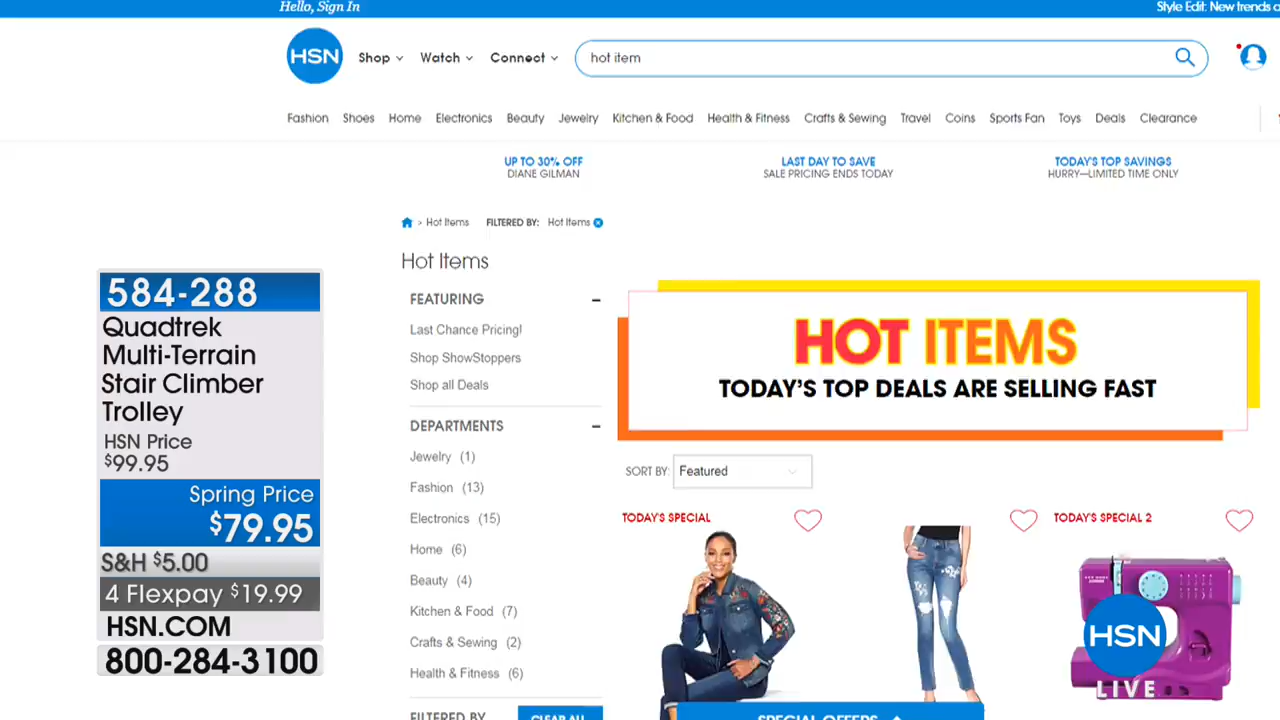 Hello, Sign In
Style Edit: New trends
HSN
Shop
Watch
Connect
hot item
Fashion
Shoes
Home
Electronics
Beauty
Jewelry
Kitchen & Food
Health & Fitness
Crafts & Sewing
Travel
Coins
Sports Fan
Toys
Deals
Clearance
UP TO 30% OFF
DIANE GILMAN
LAST DAY TO SAVE
SALE PRICING ENDS TODAY
TODAY'S TOP SAVINGS
HURRY—LIMITED TIME ONLY
> Hot Items
FILTERED BY: Hot Items
584-288
Quadtrek
Multi-Terrain
Stair Climber
Trolley
HSN Price
$99.95
Spring Price
$79.95
S&H $5.00
4 Flexpay $19.99
HSN.COM
800-284-3100
Hot Items
FEATURING
Last Chance Pricing!
Shop ShowStoppers
Shop all Deals
DEPARTMENTS
Jewelry (1)
Fashion (13)
Electronics (15)
Home (6)
Beauty (4)
Kitchen & Food (7)
Crafts & Sewing (2)
Health & Fitness (6)
FILTERED BY
CLEAR ALL
HOT ITEMS
TODAY'S TOP DEALS ARE SELLING FAST
SORT BY: Featured
TODAY'S SPECIAL
TODAY'S SPECIAL 2
HSN
LIVE
SPECIAL OFFERS